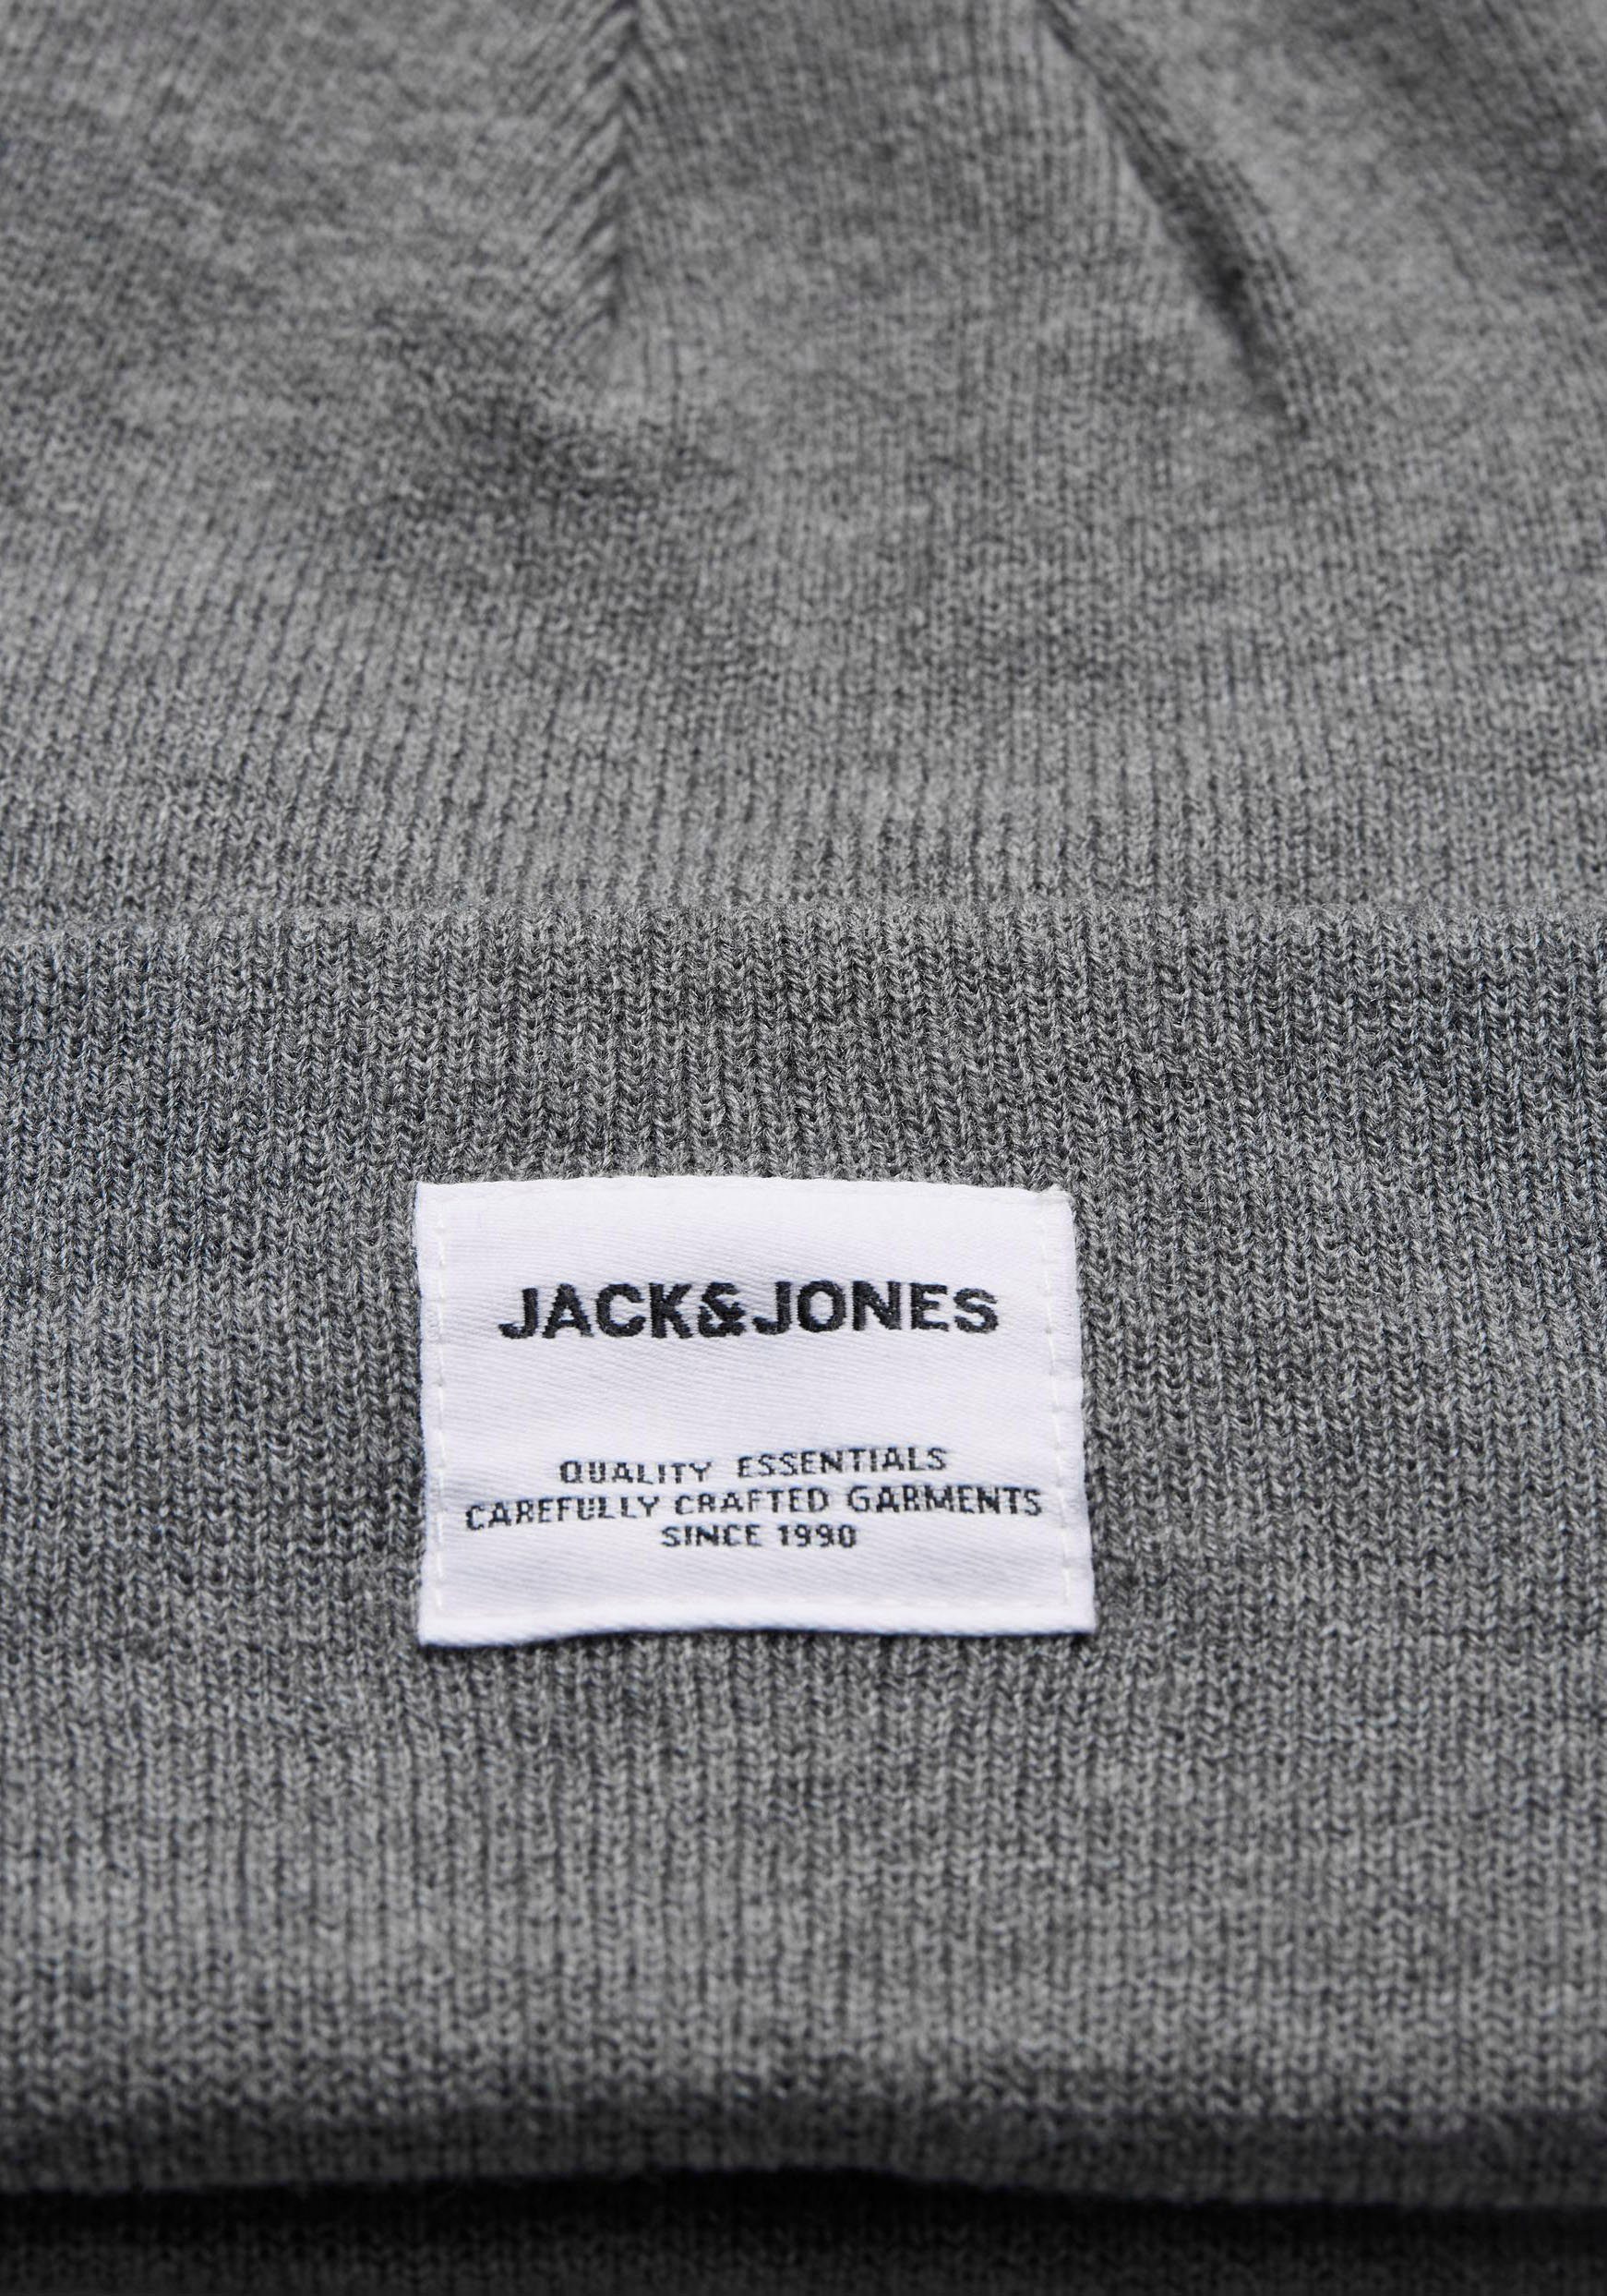 JACK&JONES
QUALITY ESSENTIALS
CAREFULLY CRAFTED GARMENTS
SINCE 1990